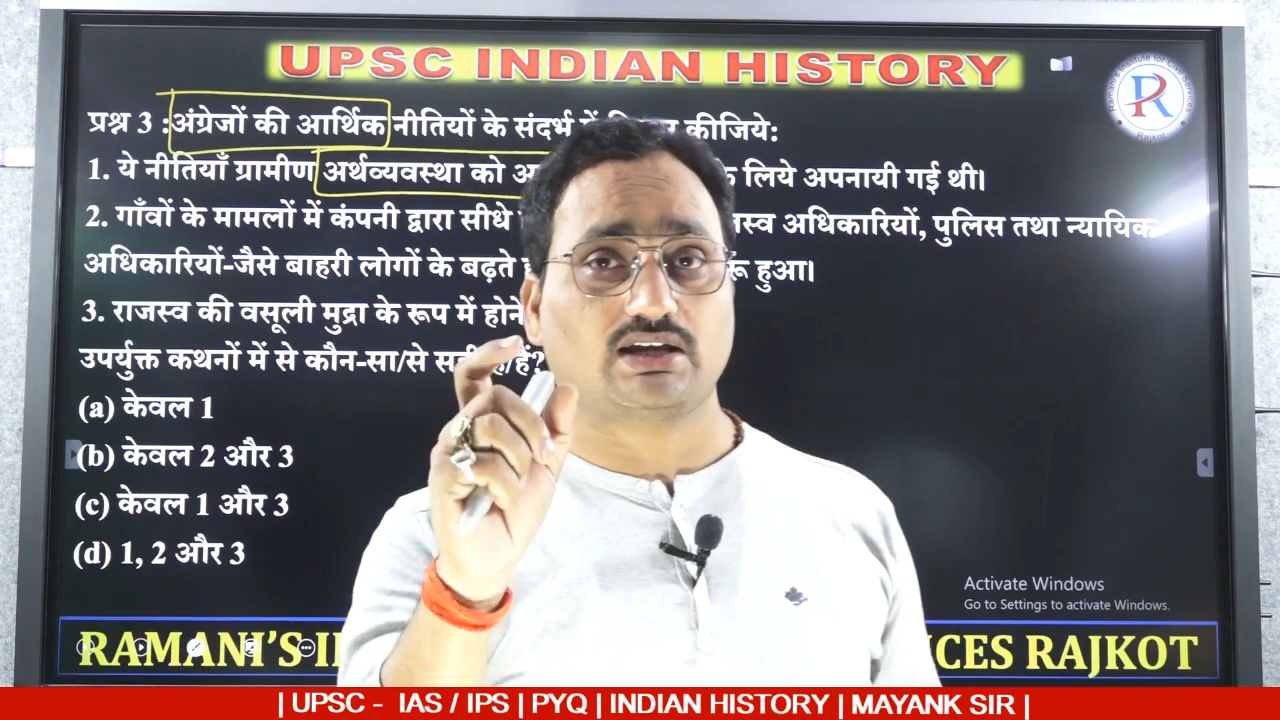 UPSC INDIAN HISTORY
प्रश्न 3 : अंग्रेजों की आर्थिक नीतियों के संदर्भ में कीजिये:
1. ये नीतियाँ ग्रामीण अर्थव्यवस्था को लिये अपनायी गई थी।
2. गाँवों के मामलों में कंपनी द्वारा सीधे अधिकारियों, पुलिस तथा न्यायिक
अधिकारियों-जैसे बाहरी लोगों के बढ़ते हुआ।
3. राजस्व की वसूली मुद्रा के रूप में
उपर्युक्त कथनों में से कौन-सा/से
(a) केवल 1
(b) केवल 2 और 3
(c) केवल 1 और 3
(d) 1, 2 और 3
R
Rajkot
Activate Windows
Go to Settings to activate Windows.
RAMANI'S RAJKOT
| UPSC - IAS / IPS | PYQ | INDIAN HISTORY | MAYANK SIR |